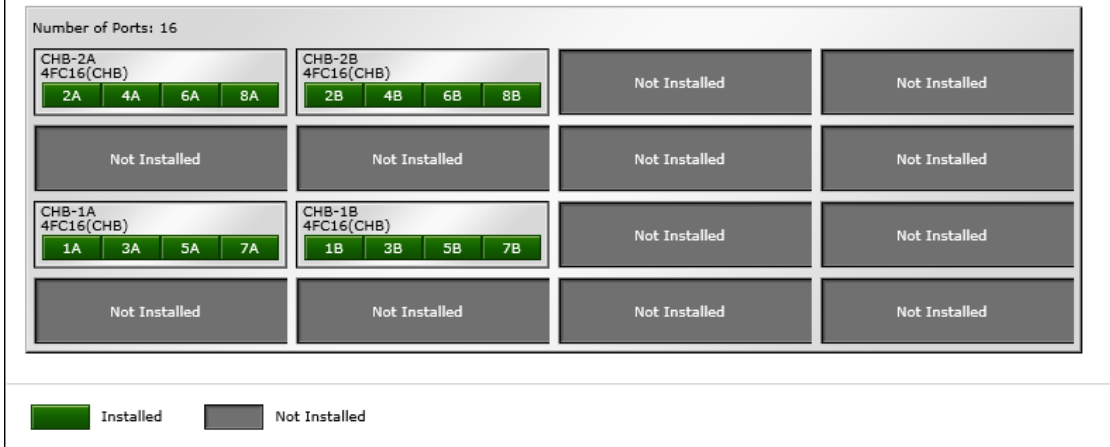 Number of Ports: 16
CHB-2A
4FC16(CHB)
2A 4A 6A 8A
CHB-2B
4FC16(CHB)
2B 4B 6B 8B
Not Installed
Not Installed
Not Installed
Not Installed
Not Installed
Not Installed
CHB-1A
4FC16(CHB)
1A 3A 5A 7A
CHB-1B
4FC16(CHB)
1B 3B 5B 7B
Not Installed
Not Installed
Not Installed
Not Installed
Not Installed
Not Installed
Installed
Not Installed